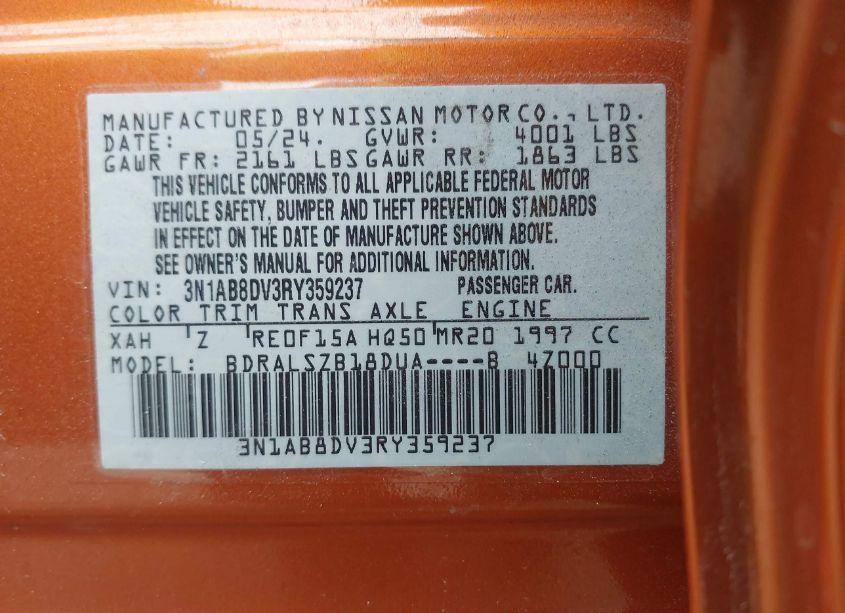 MANUFACTURED BY NISSAN MOTOR CO., LTD.
DATE: 05/24. GVWR: 4001 LBS
GAWR FR: 2161 LBS GAWR RR: 1863 LBS
THIS VEHICLE CONFORMS TO ALL APPLICABLE FEDERAL MOTOR
VEHICLE SAFETY, BUMPER AND THEFT PREVENTION STANDARDS
IN EFFECT ON THE DATE OF MANUFACTURE SHOWN ABOVE.
SEE OWNER'S MANUAL FOR ADDITIONAL INFORMATION.
VIN: 3N1AB8DV3RY359237 PASSENGER CAR.
COLOR TRIM TRANS AXLE ENGINE
XAH Z RE0F15A HQ50 MR20 1997 CC
MODEL: BDRALSZB18DUA----B 4Z000
3N1AB8DV3RY359237